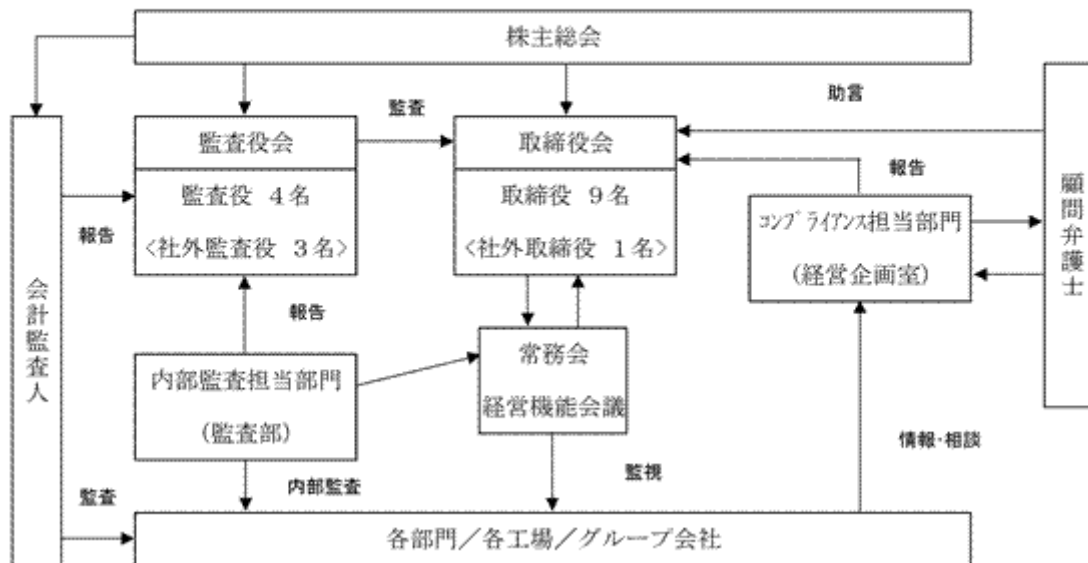 株主総会
助言
監査役会
監査
取締役会
監査役 4名
<社外監査役 3名>
取締役 9名
<社外取締役 1名>
報告
報告
コンプライアンス担当部門
(経営企画室)
顧問弁護士
会計監査人
報告
内部監査担当部門
(監査部)
常務会
経営機能会議
情報・相談
監査
内部監査
監視
各部門/各工場/グループ会社